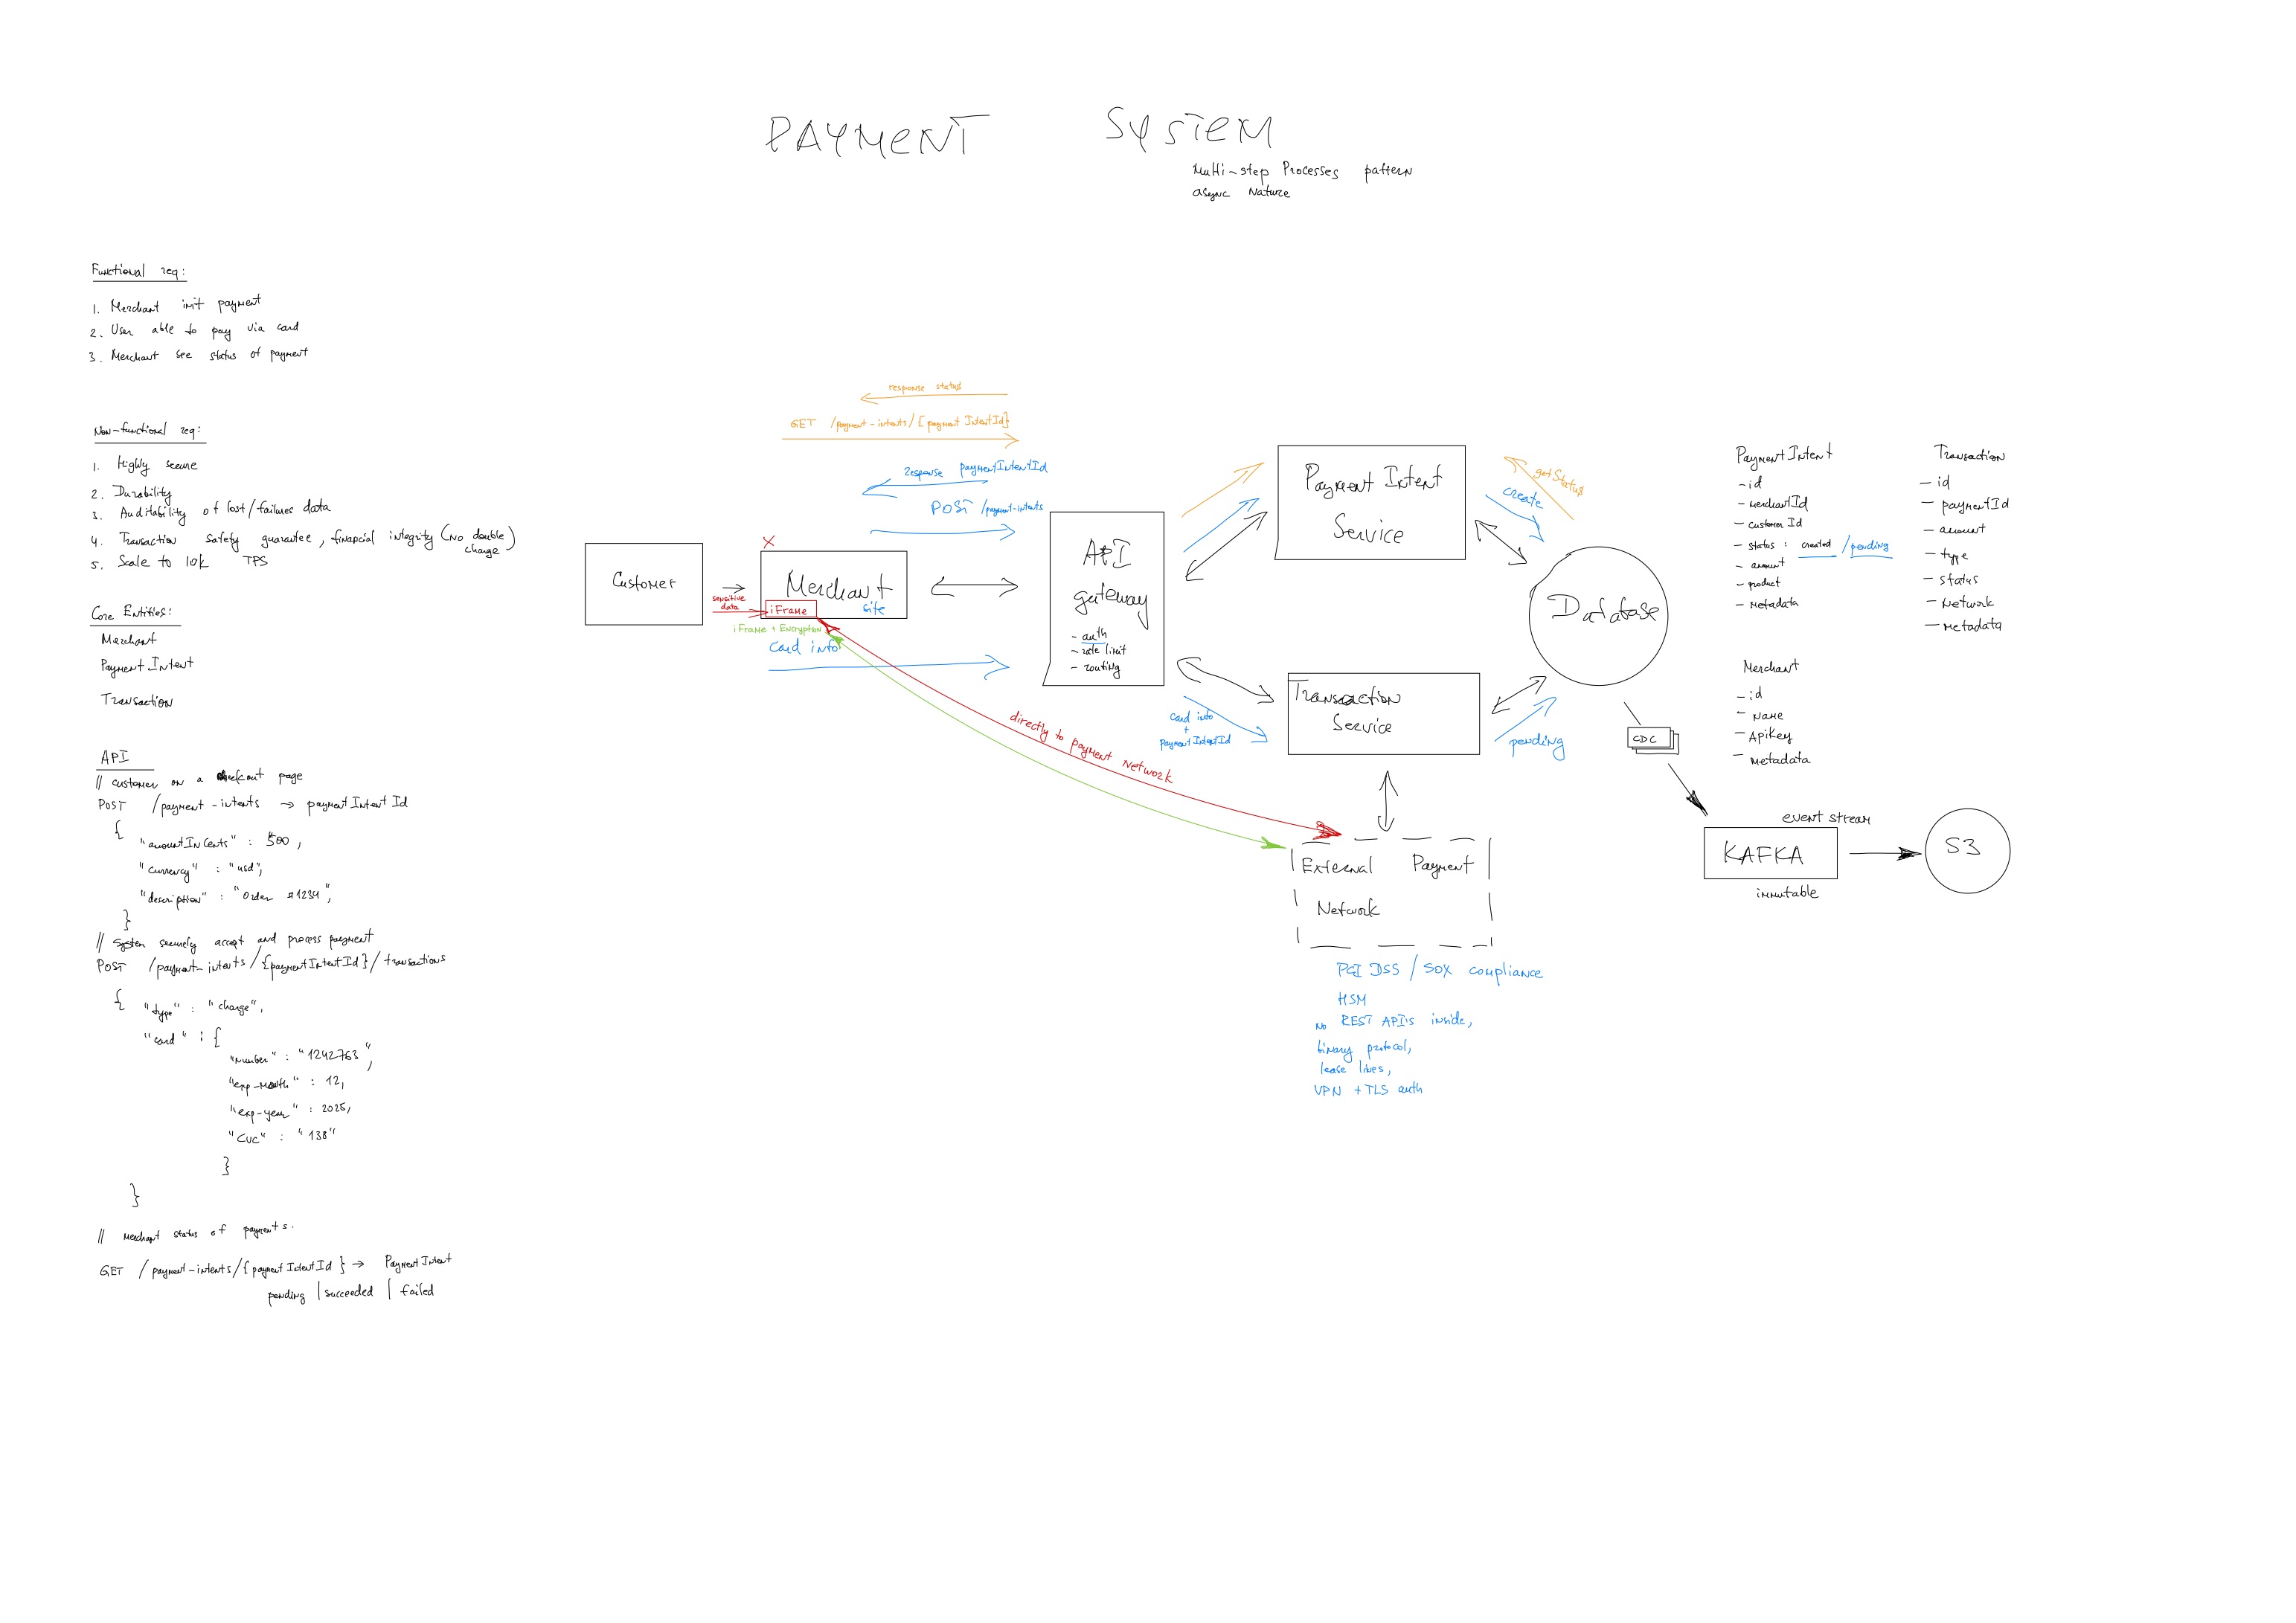 PAYMENT SYSTEM
Multi-step Processes pattern
async Nature
Functional req:
1. Merchant init payment
2. User able to pay via card
3. Merchant see status of payment
Non-functional req:
1. Highly secure
2. Durability
3. Auditability of lost/failures data
4. Transaction safety guarantee, financial integrity (no double charge)
5. Scale to 10k TPS
Core Entities:
Merchant
Payment Intent
Transaction
API
// customer on a checkout page
POST /payment-intents → paymentIntentId
{
"amountInCents" : 500,
"currency" : "usd",
"description" : "Order #1234",
}
// System securely accept and process payment
POST /payment-intents/{paymentIntentId}/transactions
{
"type" : "charge",
"card" : {
"number" : "1242763",
"exp-month" : 12,
"exp-year" : 2025,
"cvc" : "138"
}
}
// Merchant status of payments.
GET /payment-intents/{paymentIntentId} → PaymentIntent
pending | succeeded | failed
response status
GET /payment-intents/{paymentIntentId}
response paymentIntentId
POST /payment-intents
Customer
sensitive data
X
Merchant
site
iFrame
iFrame + Encryption
card info
API gateway
- auth
- rate limit
- routing
Payment Intent Service
getStatus
create
Transaction Service
card info
+
paymentIntentId
pending
directly to payment network
External Payment Network
PCI DSS / SOX compliance
HSM
no REST API's inside,
binary protocol,
lease lines,
VPN + TLS auth
Database
CDC
event stream
KAFKA
immutable
S3
Payment Intent
- id
- merchantId
- customer Id
- status : created / pending
- amount
- product
- metadata
Transaction
- id
- paymentId
- amount
- type
- status
- network
- metadata
Merchant
- id
- name
- ApiKey
- metadata